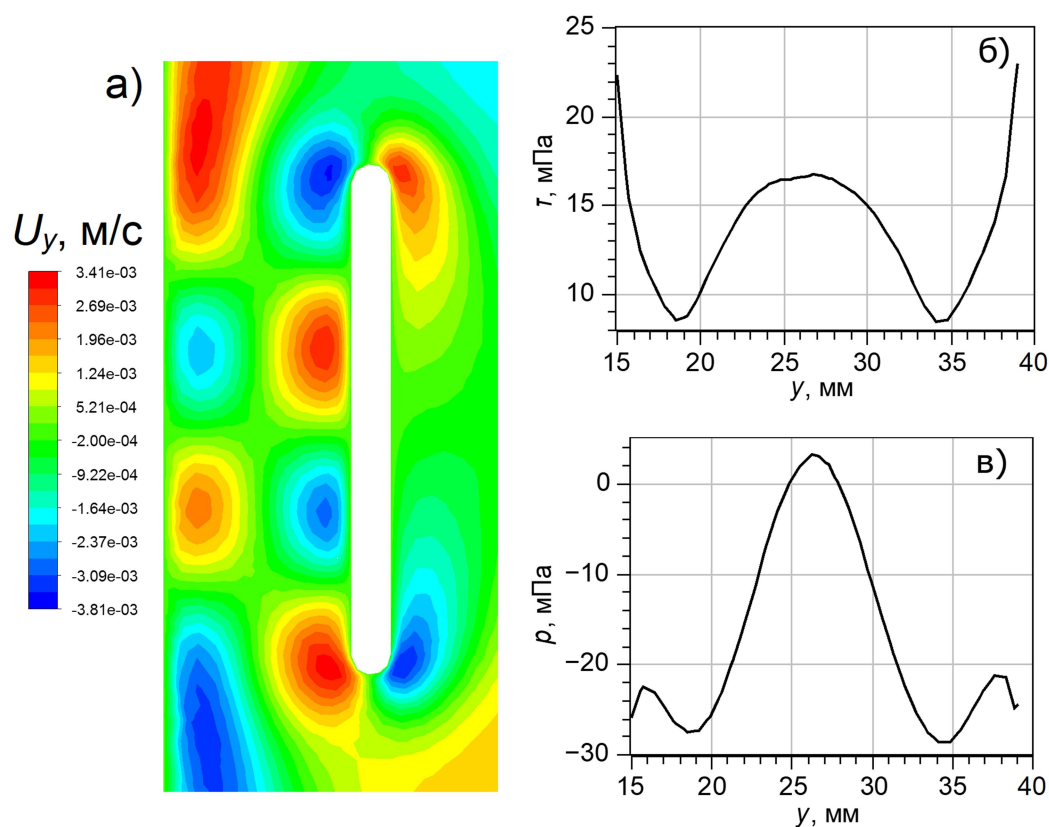 а)
Uy, м/с
3.41e-03
2.69e-03
1.96e-03
1.24e-03
5.21e-04
-2.00e-04
-9.22e-04
-1.64e-03
-2.37e-03
-3.09e-03
-3.81e-03
б)
τ, мПа
25
20
15
10
15 20 25 30 35 40
y, мм
в)
p, мПа
0
−10
−20
−30
15 20 25 30 35 40
y, мм